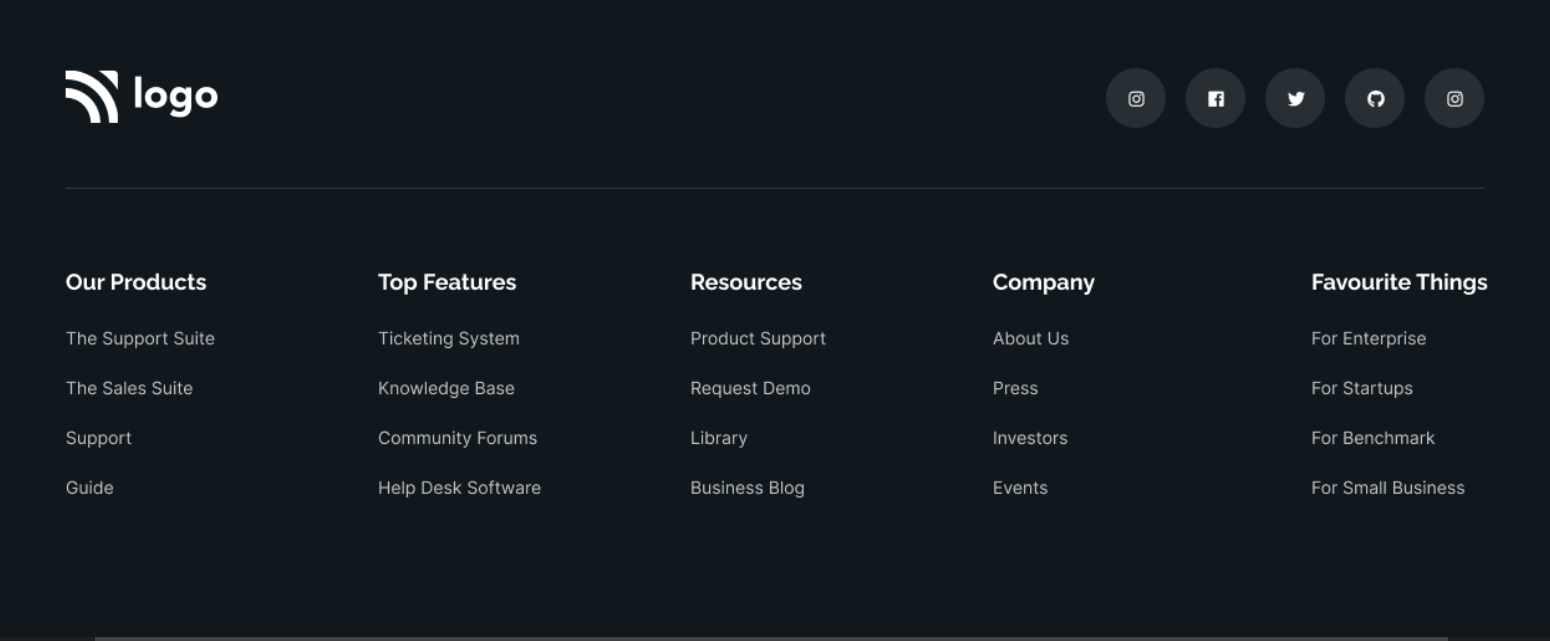 logo
Our Products
The Support Suite
The Sales Suite
Support
Guide
Top Features
Ticketing System
Knowledge Base
Community Forums
Help Desk Software
Resources
Product Support
Request Demo
Library
Business Blog
Company
About Us
Press
Investors
Events
Favourite Things
For Enterprise
For Startups
For Benchmark
For Small Business